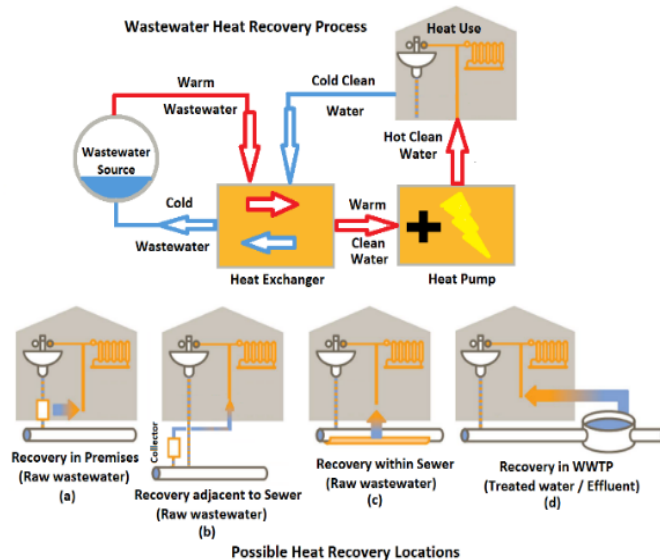 Wastewater Heat Recovery Process
Heat Use
Warm
Wastewater
Cold Clean
Water
Wastewater
Source
Hot Clean
Water
Cold
Wastewater
Warm
Clean
Water
Heat Exchanger
Heat Pump
Collector
Recovery in Premises
(Raw wastewater)
(a)
Recovery adjacent to Sewer
(Raw wastewater)
(b)
Recovery within Sewer
(Raw wastewater)
(c)
Recovery in WWTP
(Treated water / Effluent)
(d)
Possible Heat Recovery Locations